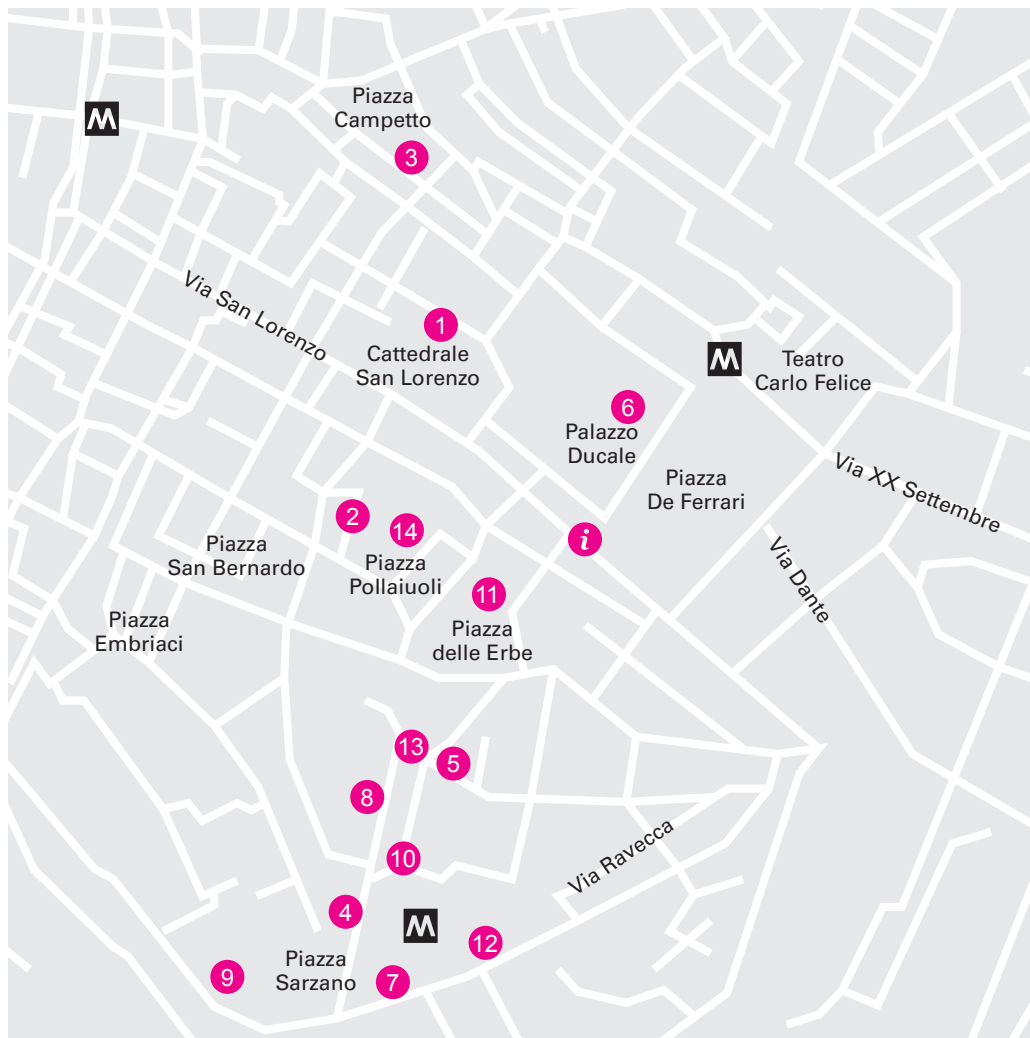 Piazza
Campetto
M
3
Via San Lorenzo
1
Cattedrale
San Lorenzo
M
Teatro
Carlo Felice
6
Palazzo
Ducale
Piazza
De Ferrari
Via XX Settembre
2
14
i
Piazza
San Bernardo
Piazza
Pollaiuoli
Via Dante
11
Piazza
Embriaci
Piazza
delle Erbe
13
5
8
10
Via Ravecca
4
M
12
Piazza
Sarzano
9
7